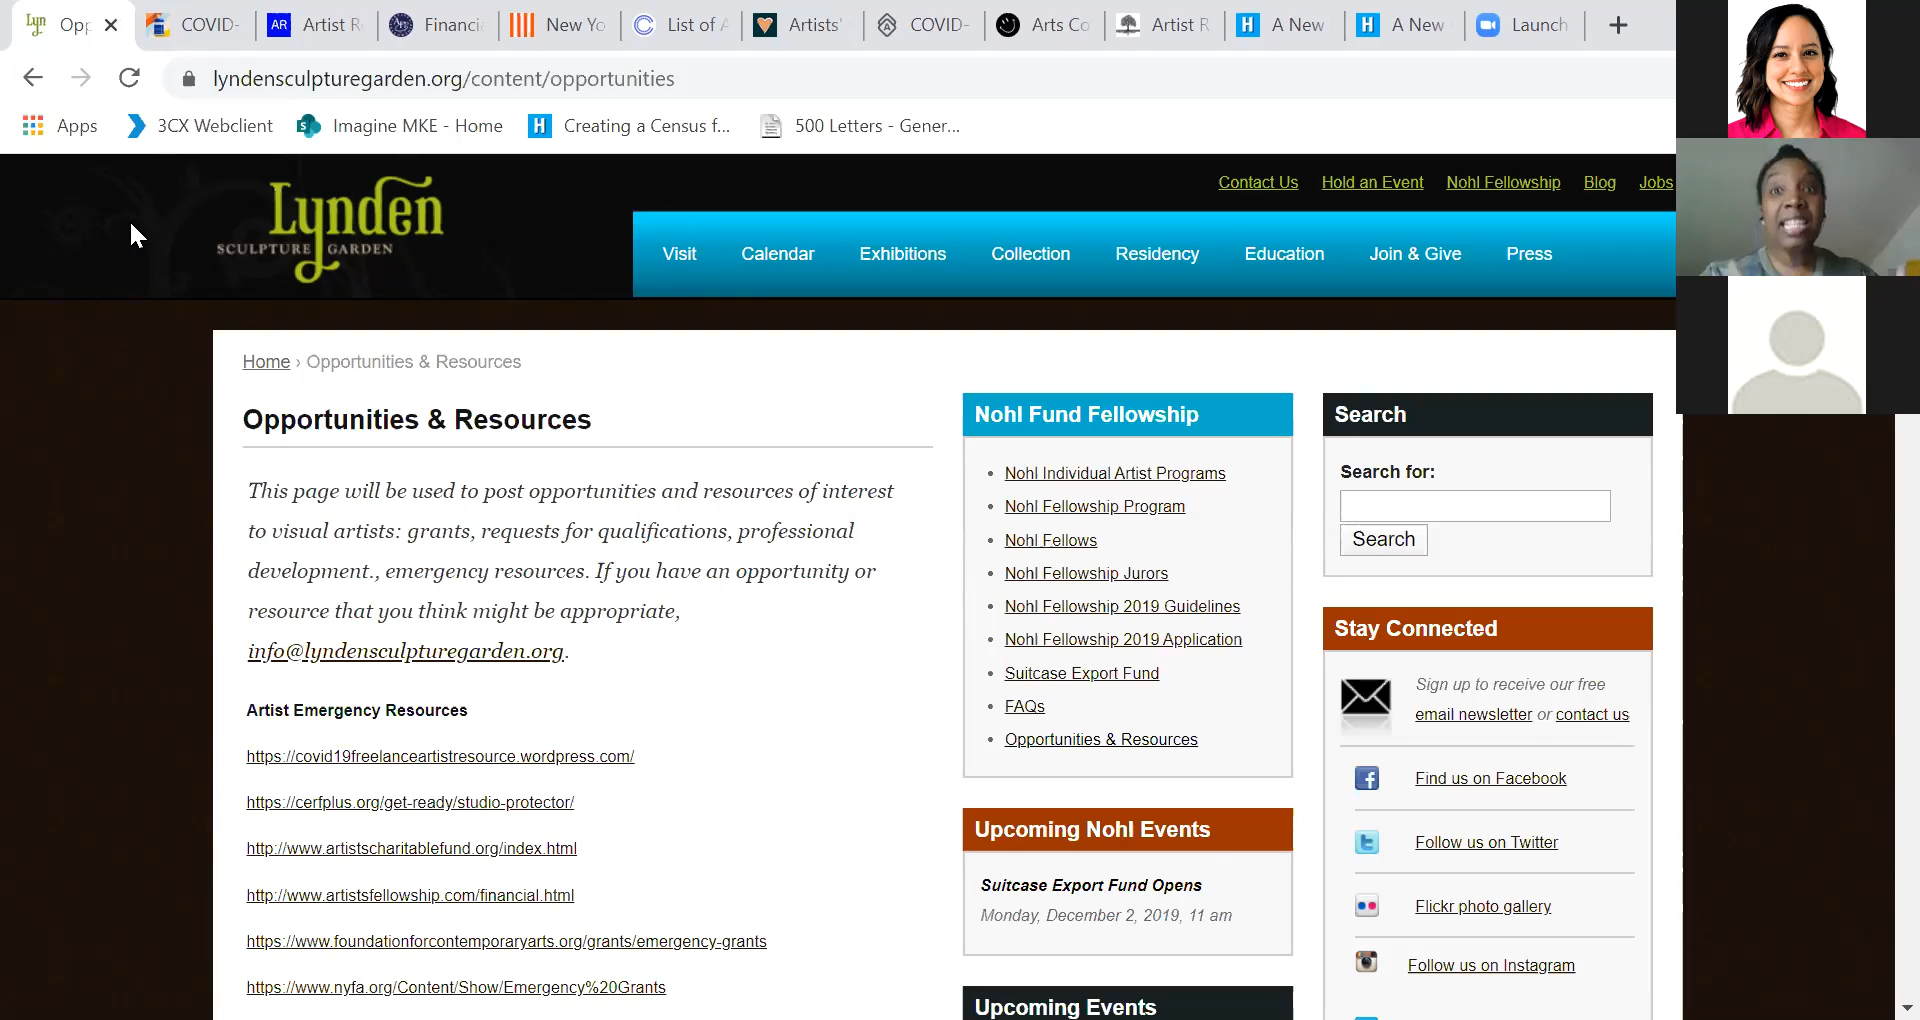 Lyn Opp COVID- AR Artist R Financi New Yo List of A Artists' COVID- Arts Co Artist R H A New H A New Launch
lyndensculpturegarden.org/content/opportunities
Apps 3CX Webclient Imagine MKE - Home H Creating a Census f... 500 Letters - Gener...
Contact Us Hold an Event Nohl Fellowship Blog Jobs
Lynden
SCULPTURE GARDEN
Visit Calendar Exhibitions Collection Residency Education Join & Give Press
Home › Opportunities & Resources
Opportunities & Resources
This page will be used to post opportunities and resources of interest
to visual artists: grants, requests for qualifications, professional
development., emergency resources. If you have an opportunity or
resource that you think might be appropriate,
info@lyndensculpturegarden.org.
Artist Emergency Resources
https://covid19freelanceartistresource.wordpress.com/
https://cerfplus.org/get-ready/studio-protector/
http://www.artistscharitablefund.org/index.html
http://www.artistsfellowship.com/financial.html
https://www.foundationforcontemporaryarts.org/grants/emergency-grants
https://www.nyfa.org/Content/Show/Emergency%20Grants
Nohl Fund Fellowship
Nohl Individual Artist Programs
Nohl Fellowship Program
Nohl Fellows
Nohl Fellowship Jurors
Nohl Fellowship 2019 Guidelines
Nohl Fellowship 2019 Application
Suitcase Export Fund
FAQs
Opportunities & Resources
Upcoming Nohl Events
Suitcase Export Fund Opens
Monday, December 2, 2019, 11 am
Upcoming Events
Search
Search for:
Search
Stay Connected
Sign up to receive our free
email newsletter or contact us
Find us on Facebook
Follow us on Twitter
Flickr photo gallery
Follow us on Instagram